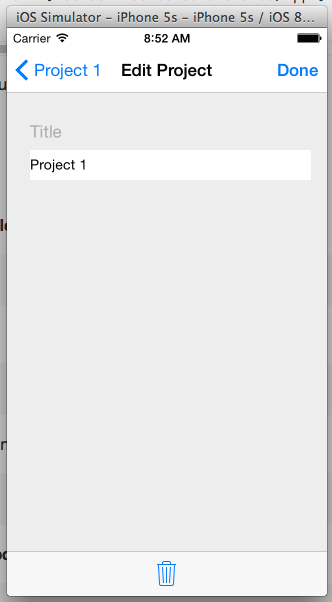 iOS Simulator – iPhone 5s – iPhone 5s / iOS 8...
Carrier 8:52 AM
Project 1 Edit Project Done
Title
Project 1